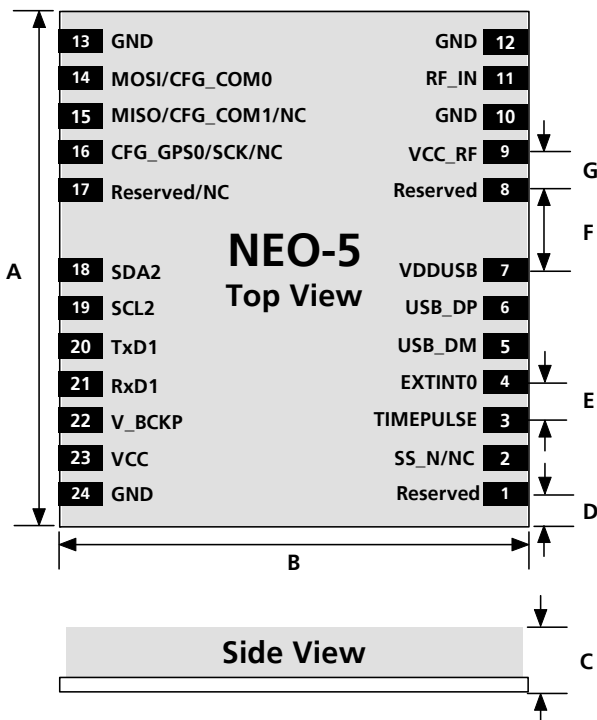 13 GND GND 12
14 MOSI/CFG_COM0 RF_IN 11
15 MISO/CFG_COM1/NC GND 10
16 CFG_GPS0/SCK/NC VCC_RF 9
G
17 Reserved/NC Reserved 8
F
NEO-5
A
18 SDA2 VDDUSB 7
Top View
19 SCL2 USB_DP 6
20 TxD1 USB_DM 5
21 RxD1 EXTINT0 4
E
22 V_BCKP TIMEPULSE 3
23 VCC SS_N/NC 2
24 GND Reserved 1
D
B
Side View
C